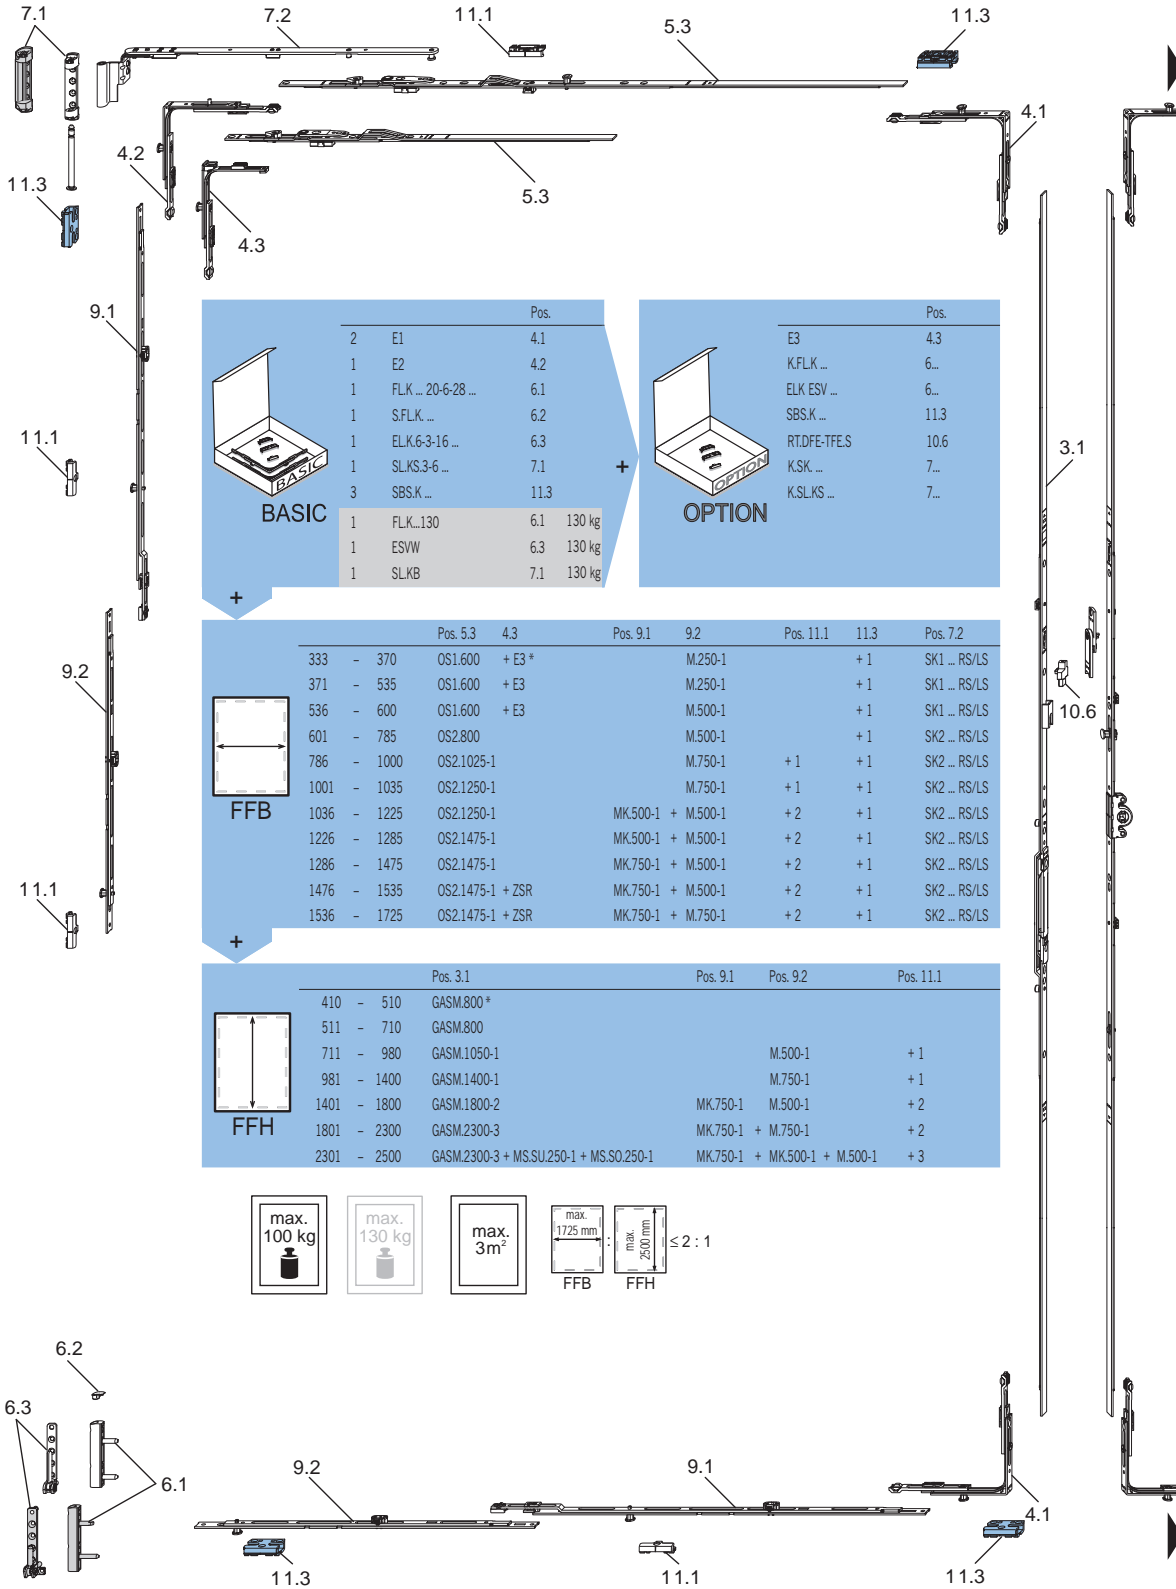 7.1 7.2 11.1 11.3
5.3
4.2 4.1
11.3 5.3
4.3
9.1
Pos.
2 E1 4.1
1 E2 4.2
1 FL.K ... 20-6-28 ... 6.1
1 S.FL.K. ... 6.2
1 EL.K.6-3-16 ... 6.3
1 SL.KS.3-6 ... 7.1
3 SBS.K ... 11.3
1 FL.K...130 6.1 130 kg
1 ESVW 6.3 130 kg
1 SL.KB 7.1 130 kg
BASIC
BASIC
+
Pos.
E3 4.3
K.FL.K ... 6...
ELK ESV ... 6...
SBS.K ... 11.3
RT.DFE-TFE.S 10.6
K.SK. ... 7...
K.SL.KS ... 7...
OPTION
OPTION
11.1
3.1
+
9.2
10.6
Pos. 5.3 4.3 Pos. 9.1 9.2 Pos. 11.1 11.3 Pos. 7.2
333 – 370 OS1.600 + E3 * M.250-1 + 1 SK1 ... RS/LS
371 – 535 OS1.600 + E3 M.250-1 + 1 SK1 ... RS/LS
536 – 600 OS1.600 + E3 M.500-1 + 1 SK1 ... RS/LS
601 – 785 OS2.800 M.500-1 + 1 SK2 ... RS/LS
786 – 1000 OS2.1025-1 M.750-1 + 1 + 1 SK2 ... RS/LS
1001 – 1035 OS2.1250-1 M.750-1 + 1 + 1 SK2 ... RS/LS
1036 – 1225 OS2.1250-1 MK.500-1 + M.500-1 + 2 + 1 SK2 ... RS/LS
1226 – 1285 OS2.1475-1 MK.500-1 + M.500-1 + 2 + 1 SK2 ... RS/LS
1286 – 1475 OS2.1475-1 MK.750-1 + M.500-1 + 2 + 1 SK2 ... RS/LS
1476 – 1535 OS2.1475-1 + ZSR MK.750-1 + M.500-1 + 2 + 1 SK2 ... RS/LS
1536 – 1725 OS2.1475-1 + ZSR MK.750-1 + M.750-1 + 2 + 1 SK2 ... RS/LS
FFB
11.1
+
Pos. 3.1 Pos. 9.1 Pos. 9.2 Pos. 11.1
410 – 510 GASM.800 *
511 – 710 GASM.800
711 – 980 GASM.1050-1 M.500-1 + 1
981 – 1400 GASM.1400-1 M.750-1 + 1
1401 – 1800 GASM.1800-2 MK.750-1 M.500-1 + 2
1801 – 2300 GASM.2300-3 MK.750-1 + M.750-1 + 2
2301 – 2500 GASM.2300-3 + MS.SU.250-1 + MS.SO.250-1 MK.750-1 + MK.500-1 + M.500-1 + 3
FFH
max.
100 kg
max.
130 kg
max.
3m²
max.
1725 mm
FFB
:
max.
2500 mm
FFH
≤ 2 : 1
6.2
6.3
6.1
9.2 9.1
4.1
11.3 11.1 11.3